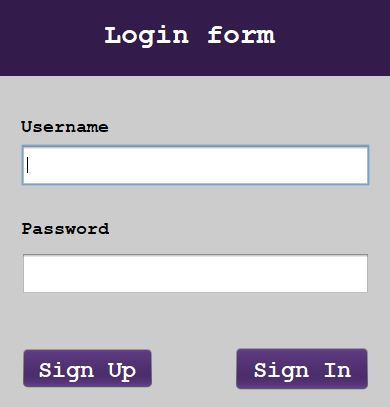 Login form
Username
Password
Sign Up Sign In